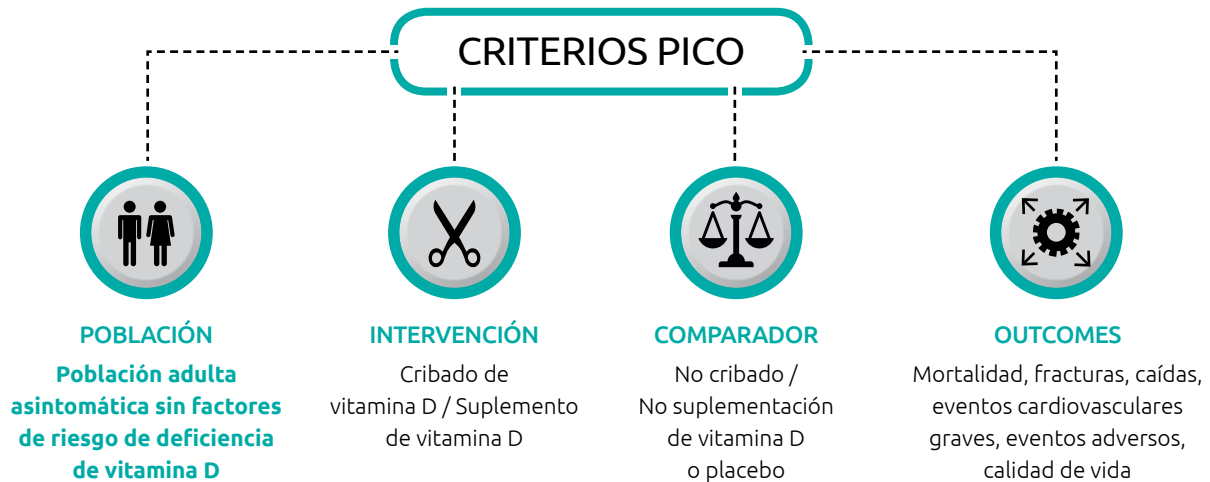 CRITERIOS PICO
POBLACIÓN
Población adulta
asintomática sin factores
de riesgo de deficiencia
de vitamina D
INTERVENCIÓN
Cribado de
vitamina D / Suplemento
de vitamina D
COMPARADOR
No cribado /
No suplementación
de vitamina D
o placebo
OUTCOMES
Mortalidad, fracturas, caídas,
eventos cardiovasculares
graves, eventos adversos,
calidad de vida